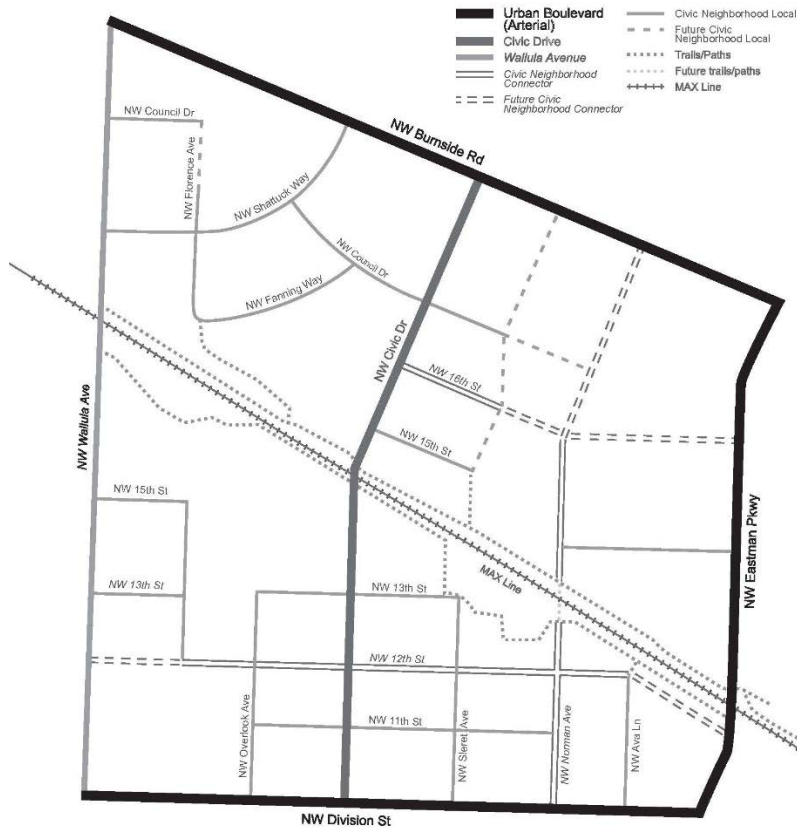 Urban Boulevard
(Arterial)
Civic Drive
Wallula Avenue
Civic Neighborhood
Connector
Future Civic
Neighborhood Connector
Civic Neighborhood Local
Future Civic
Neighborhood Local
Trails/Paths
Future trails/paths
MAX Line
NW Council Dr
NW Burnside Rd
NW Florence Ave
NW Shattuck Way
NW Council Dr
NW Fanning Way
NW Civic Dr
NW 16th St
NW 15th St
NW Wallula Ave
NW 15th St
NW Eastman Pkwy
MAX Line
NW 13th St
NW 13th St
NW 12th St
NW 11th St
NW Overlook Ave
NW Sleret Ave
NW Norman Ave
NW Ava Ln
NW Division St